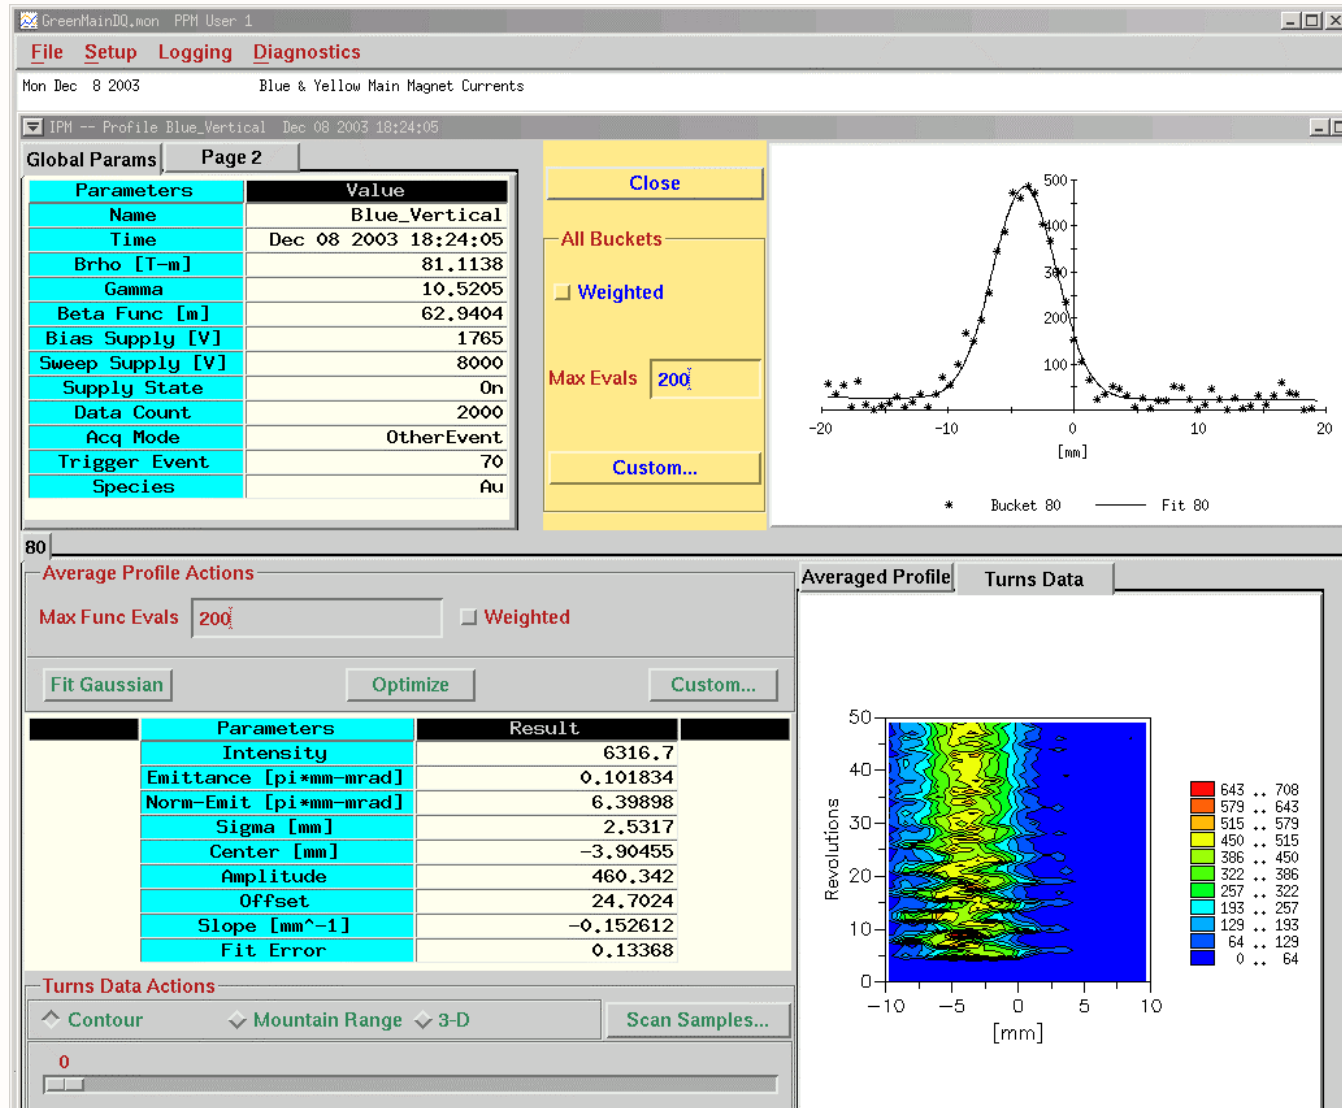 GreenMainDQ.mon PPM User 1
File Setup Logging Diagnostics
Mon Dec 8 2003 Blue & Yellow Main Magnet Currents
IPM -- Profile Blue_Vertical Dec 08 2003 18:24:05
Global Params Page 2
Parameters Value
Name Blue_Vertical
Time Dec 08 2003 18:24:05
Brho [T-m] 81.1138
Gamma 10.5205
Beta Func [m] 62.9404
Bias Supply [V] 1765
Sweep Supply [V] 8000
Supply State On
Data Count 2000
Acq Mode OtherEvent
Trigger Event 70
Species Au
Close
All Buckets
Weighted
Max Evals 200
Custom...
500
400
300
200
100
-20 -10 0 10 20
[mm]
Bucket 80 Fit 80
80
Average Profile Actions
Max Func Evals 200 Weighted
Fit Gaussian Optimize Custom...
Parameters Result
Intensity 6316.7
Emittance [pi*mm-mrad] 0.101834
Norm-Emit [pi*mm-mrad] 6.39898
Sigma [mm] 2.5317
Center [mm] -3.90455
Amplitude 460.342
Offset 24.7024
Slope [mm^-1] -0.152612
Fit Error 0.13368
Turns Data Actions
Contour Mountain Range 3-D Scan Samples...
0
Averaged Profile Turns Data
50
40
30
20
10
0
Revolutions
-10 -5 0 5 10
[mm]
643 .. 708
579 .. 643
515 .. 579
450 .. 515
386 .. 450
322 .. 386
257 .. 322
193 .. 257
129 .. 193
64 .. 129
0 .. 64